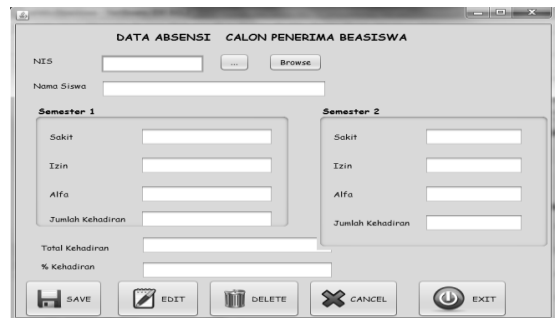 DATA ABSENSI CALON PENERIMA BEASISWA
NIS ... Browse
Nama Siswa
Semester 1
Sakit
Izin
Alfa
Jumlah Kehadiran
Semester 2
Sakit
Izin
Alfa
Jumlah Kehadiran
Total Kehadiran
% Kehadiran
SAVE EDIT DELETE CANCEL EXIT